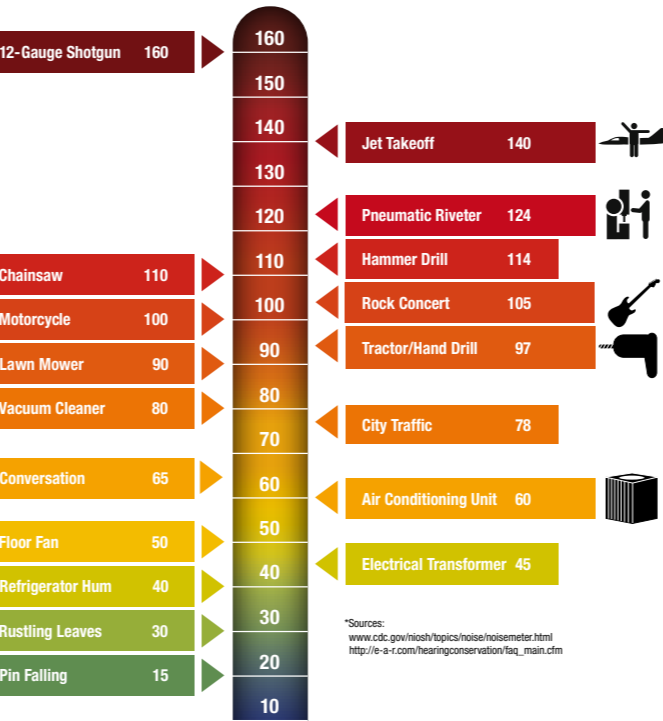 12-Gauge Shotgun 160
Chainsaw 110
Motorcycle 100
Lawn Mower 90
Vacuum Cleaner 80
Conversation 65
Floor Fan 50
Refrigerator Hum 40
Rustling Leaves 30
Pin Falling 15
160
150
140
130
120
110
100
90
80
70
60
50
40
30
20
10
Jet Takeoff 140
Pneumatic Riveter 124
Hammer Drill 114
Rock Concert 105
Tractor/Hand Drill 97
City Traffic 78
Air Conditioning Unit 60
Electrical Transformer 45
*Sources:
www.cdc.gov/niosh/topics/noise/noisemeter.html
http://e-a-r.com/hearingconservation/faq_main.cfm